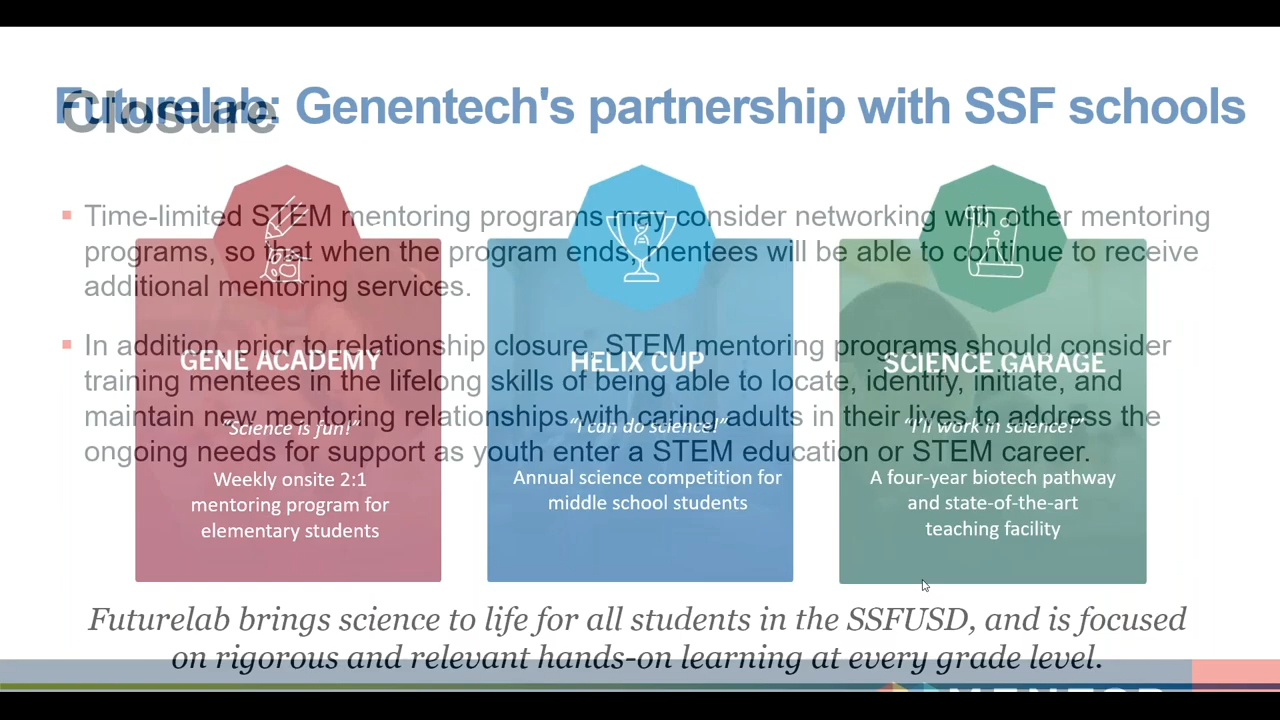 Futurelab: Genentech's partnership with SSF schools
Closure
Time-limited STEM mentoring programs may consider networking with other mentoring
programs, so that when the program ends, mentees will be able to continue to receive
additional mentoring services.
In addition, prior to relationship closure, STEM mentoring programs should consider
training mentees in the lifelong skills of being able to locate, identify, initiate, and
maintain new mentoring relationships with caring adults in their lives to address the
ongoing needs for support as youth enter a STEM education or STEM career.
GENE ACADEMY
"Science is fun!"
Weekly onsite 2:1
mentoring program for
elementary students
HELIX CUP
"I can do science!"
Annual science competition for
middle school students
SCIENCE GARAGE
"I'll work in science!"
A four-year biotech pathway
and state-of-the-art
teaching facility
Futurelab brings science to life for all students in the SSFUSD, and is focused
on rigorous and relevant hands-on learning at every grade level.